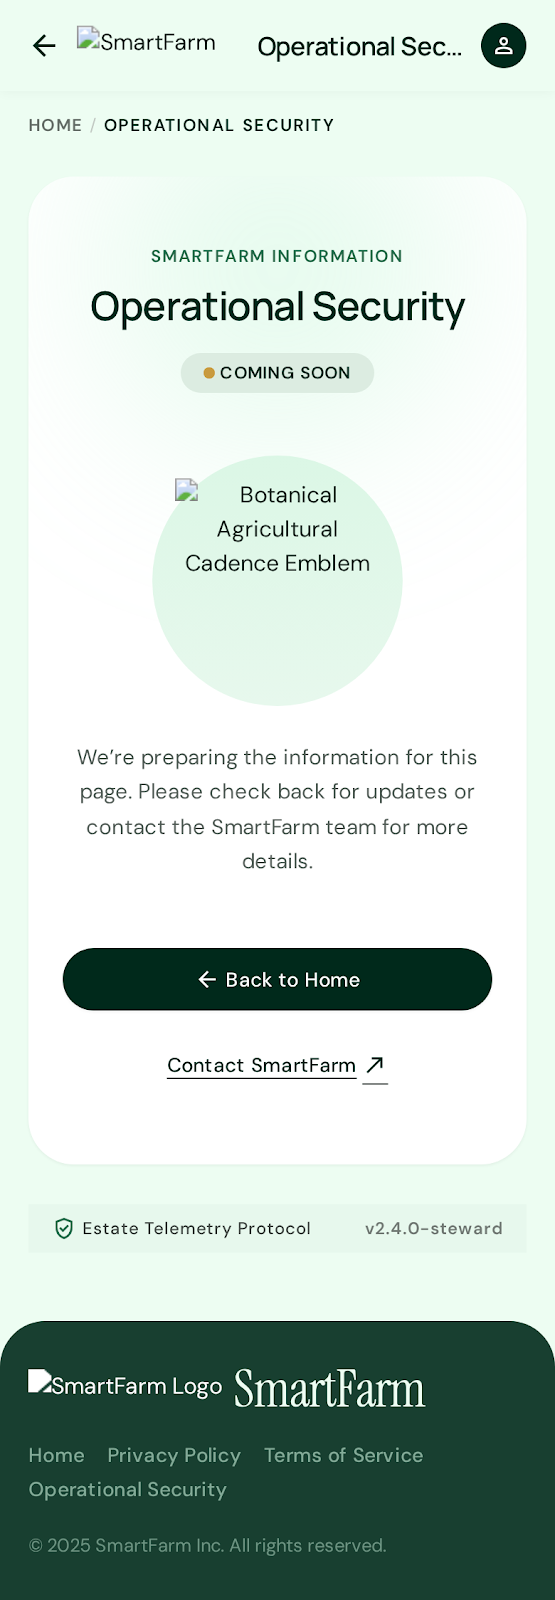 SmartFarm
Operational Sec...
HOME / OPERATIONAL SECURITY
SMARTFARM INFORMATION
Operational Security
COMING SOON
Botanical
Agricultural
Cadence Emblem
We’re preparing the information for this
page. Please check back for updates or
contact the SmartFarm team for more
details.
← Back to Home
Contact SmartFarm ↗
Estate Telemetry Protocol
v2.4.0-steward
SmartFarm Logo SmartFarm
Home Privacy Policy Terms of Service
Operational Security
© 2025 SmartFarm Inc. All rights reserved.